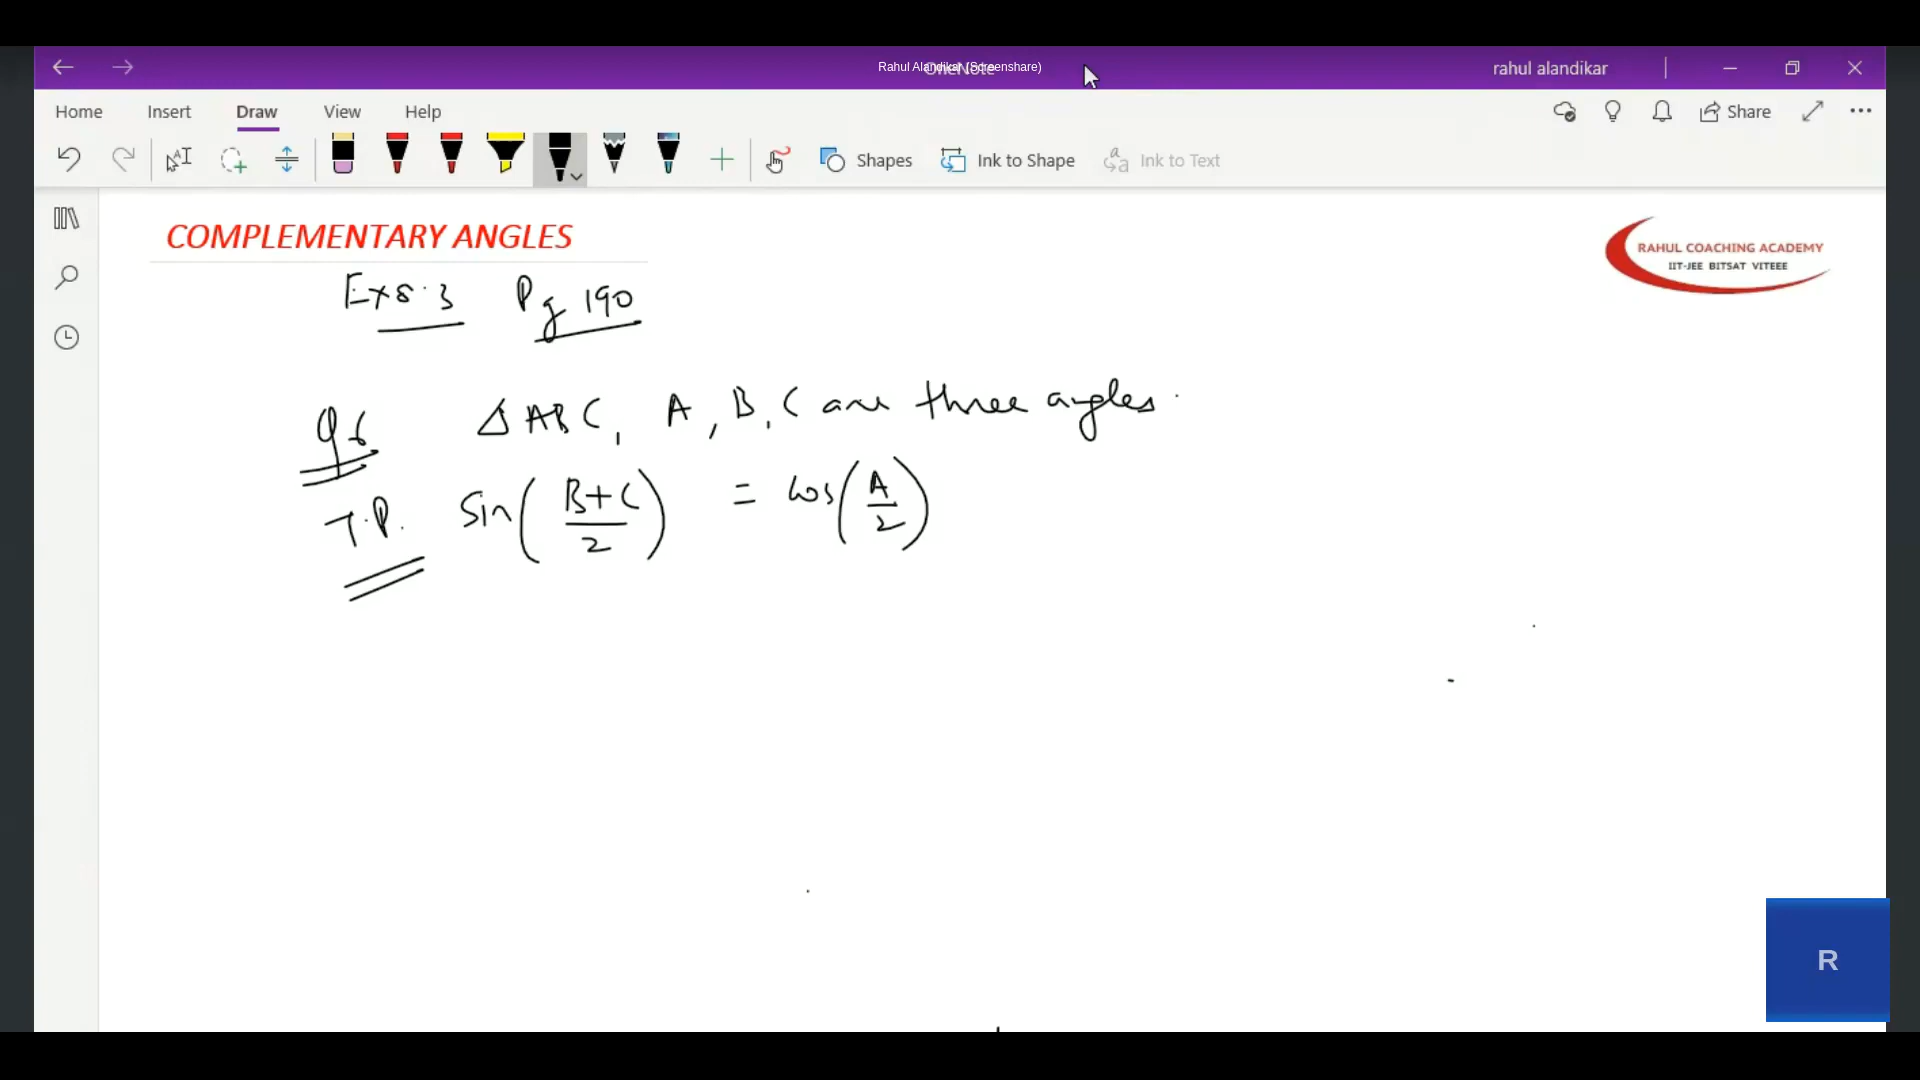 Rahul Alandikar (Screenshare)
rahul alandikar
Home Insert Draw View Help
Share
Shapes Ink to Shape Ink to Text
COMPLEMENTARY ANGLES
RAHUL COACHING ACADEMY
IIT-JEE BITSAT VITEEE
Ex 8.3 Pg 190
Q6 △ABC, A, B, C are three angles.
T.P. Sin(B+C/2) = cos(A/2)
R